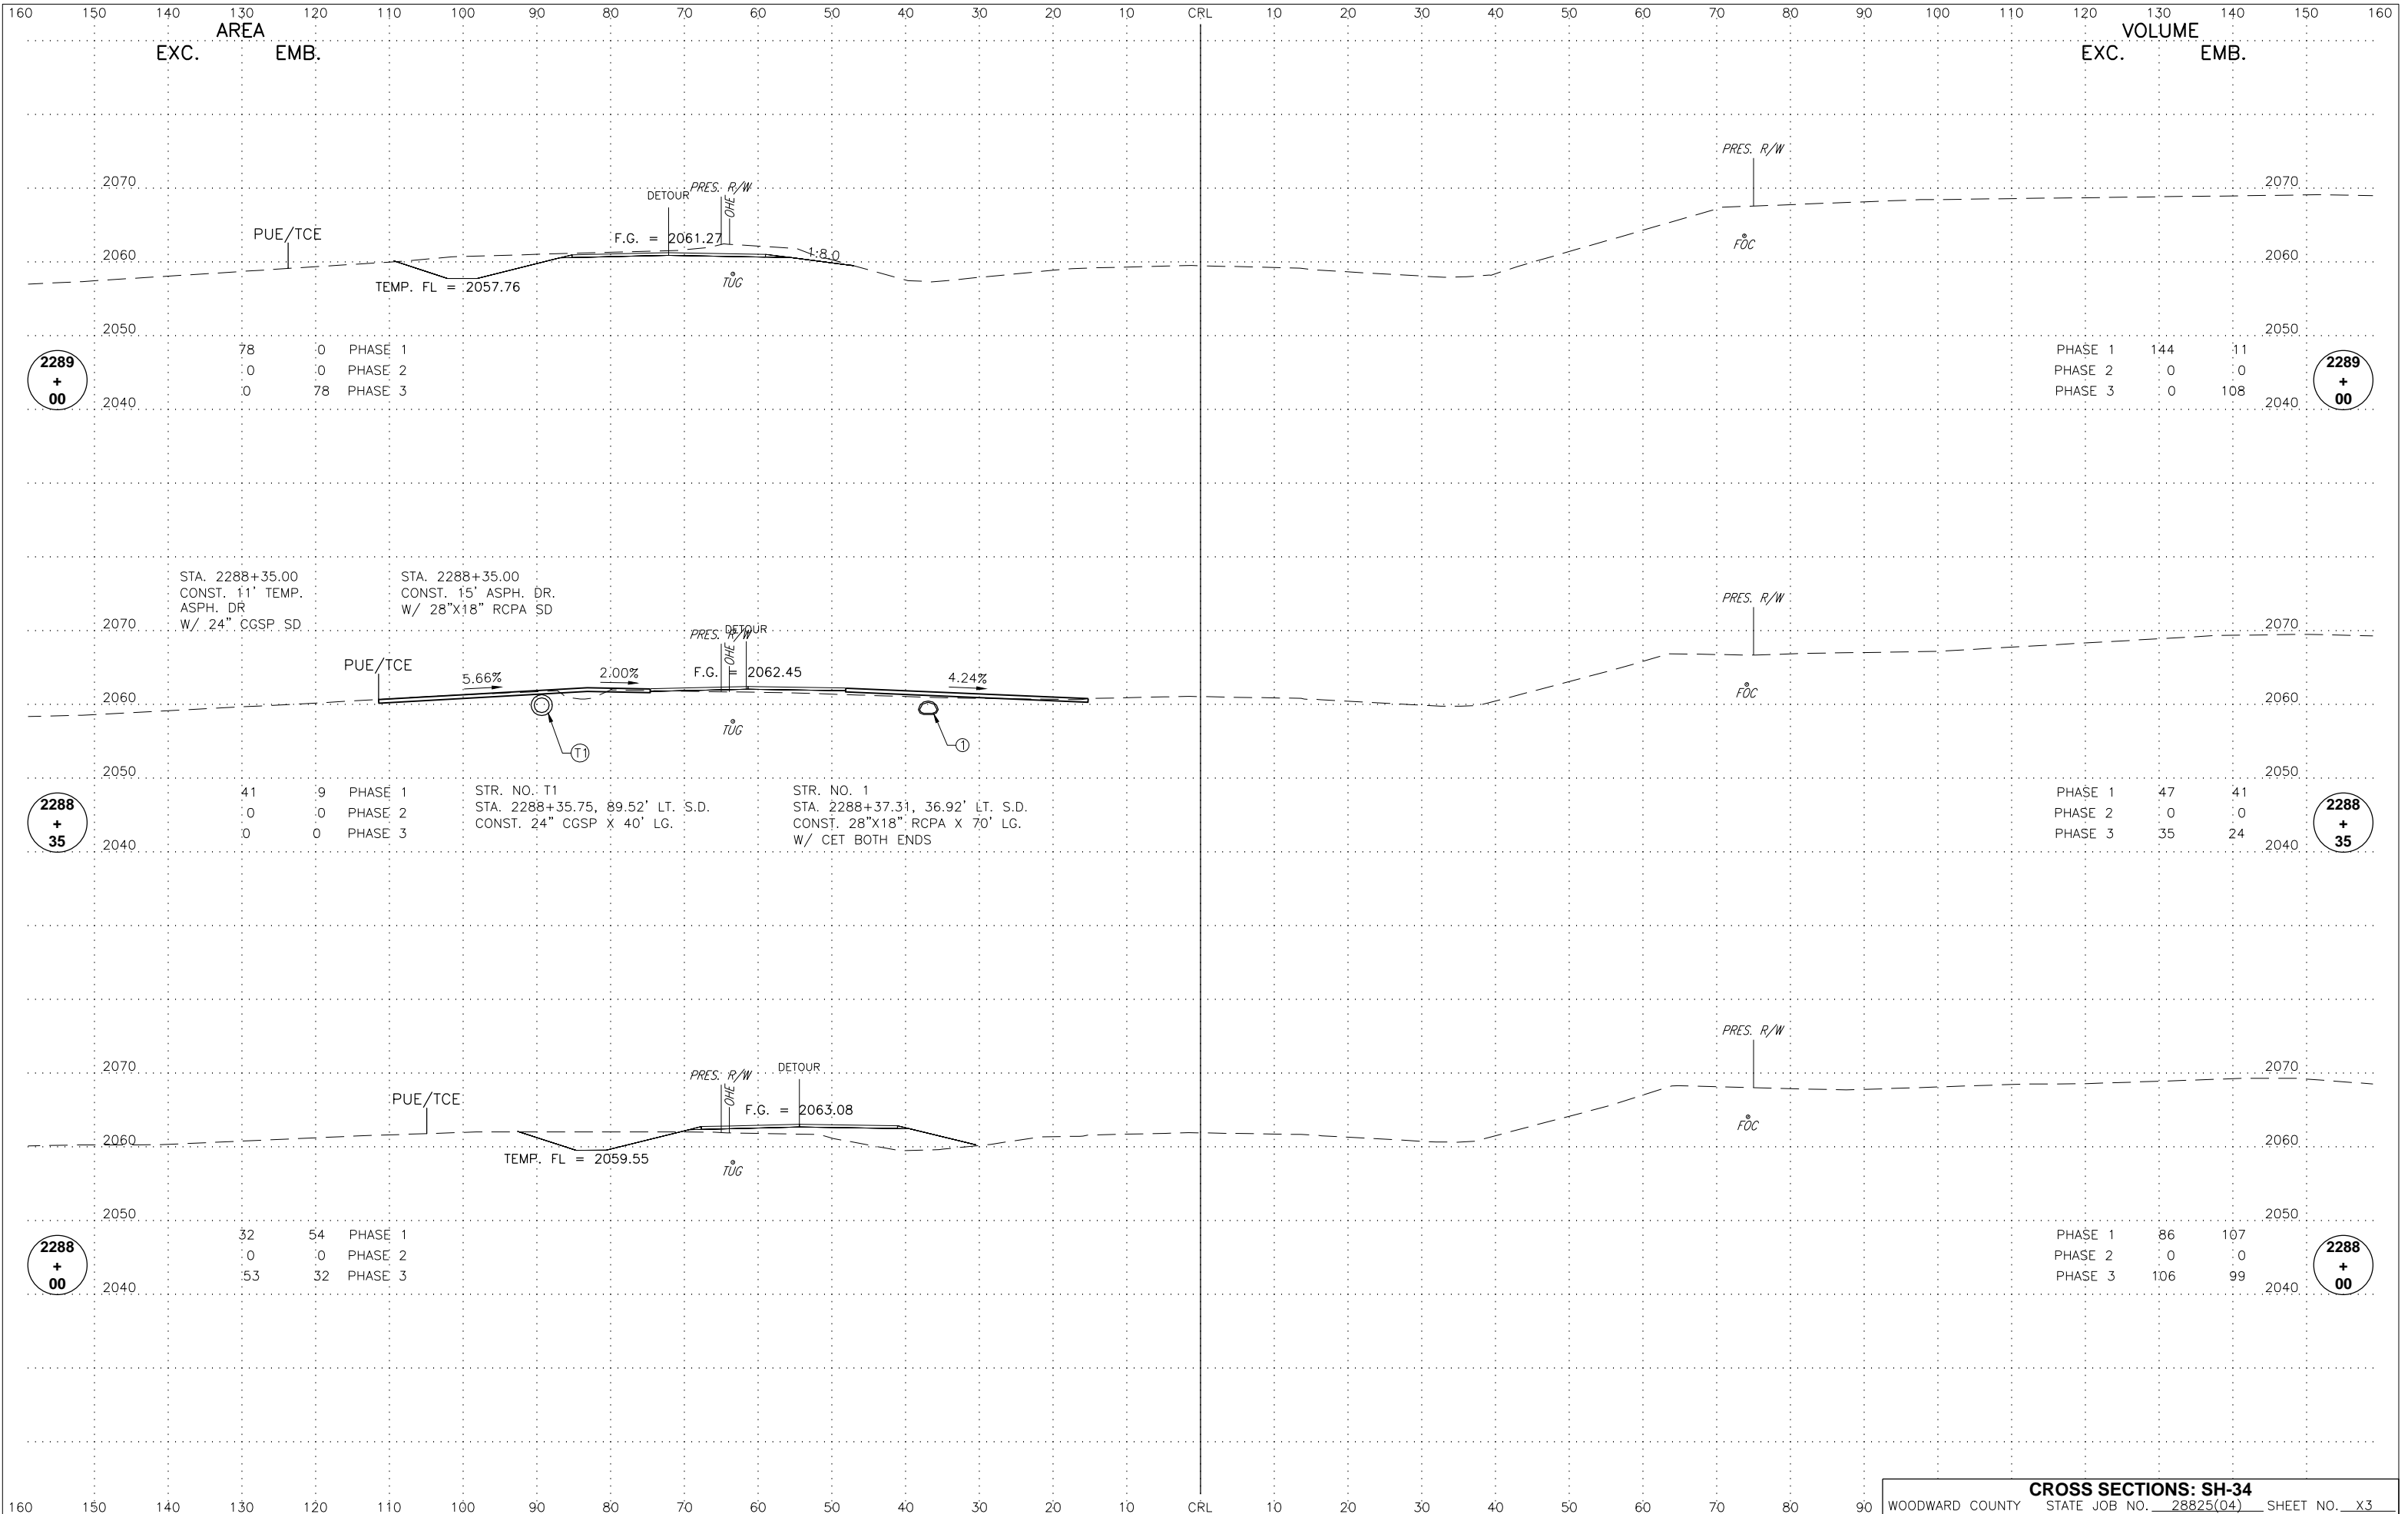 160 150 140 130 120 110 100 90 80 70 60 50 40 30 20 10 CRL 10 20 30 40 50 60 70 80 90 100 110 120 130 140 150 160
AREA
EXC. EMB.
VOLUME
EXC. EMB.
2070 2070
2060 2060
2050 2050
2040 2040
PUE/TCE
DETOUR
PRES. R/W
OHE
F.G. = 2061.27
1:8.0
TEMP. FL = 2057.76
TUG
PRES. R/W
FOC
2289
+
00
78 0 PHASE 1
0 0 PHASE 2
0 78 PHASE 3
PHASE 1 144 11
PHASE 2 0 0
PHASE 3 0 108
2289
+
00
STA. 2288+35.00
CONST. 11' TEMP.
ASPH. DR
W/ 24" CGSP SD
STA. 2288+35.00
CONST. 15' ASPH. DR.
W/ 28"X18" RCPA SD
2070 2070
2060 2060
2050 2050
2040 2040
PUE/TCE
5.66%
2.00%
PRES. R/W
DETOUR
OHE
F.G. = 2062.45
4.24%
TUG
T1
1
PRES. R/W
FOC
2288
+
35
41 9 PHASE 1
0 0 PHASE 2
0 0 PHASE 3
STR. NO. T1
STA. 2288+35.75, 89.52' LT. S.D.
CONST. 24" CGSP X 40' LG.
STR. NO. 1
STA. 2288+37.31, 36.92' LT. S.D.
CONST. 28"X18" RCPA X 70' LG.
W/ CET BOTH ENDS
PHASE 1 47 41
PHASE 2 0 0
PHASE 3 35 24
2288
+
35
2070 2070
2060 2060
2050 2050
2040 2040
PUE/TCE
PRES. R/W
OHE
DETOUR
F.G. = 2063.08
TEMP. FL = 2059.55
TUG
PRES. R/W
FOC
2288
+
00
32 54 PHASE 1
0 0 PHASE 2
53 32 PHASE 3
PHASE 1 86 107
PHASE 2 0 0
PHASE 3 106 99
2288
+
00
160 150 140 130 120 110 100 90 80 70 60 50 40 30 20 10 CRL 10 20 30 40 50 60 70 80 90
CROSS SECTIONS: SH-34
WOODWARD COUNTY STATE JOB NO. 28825(04) SHEET NO. X3